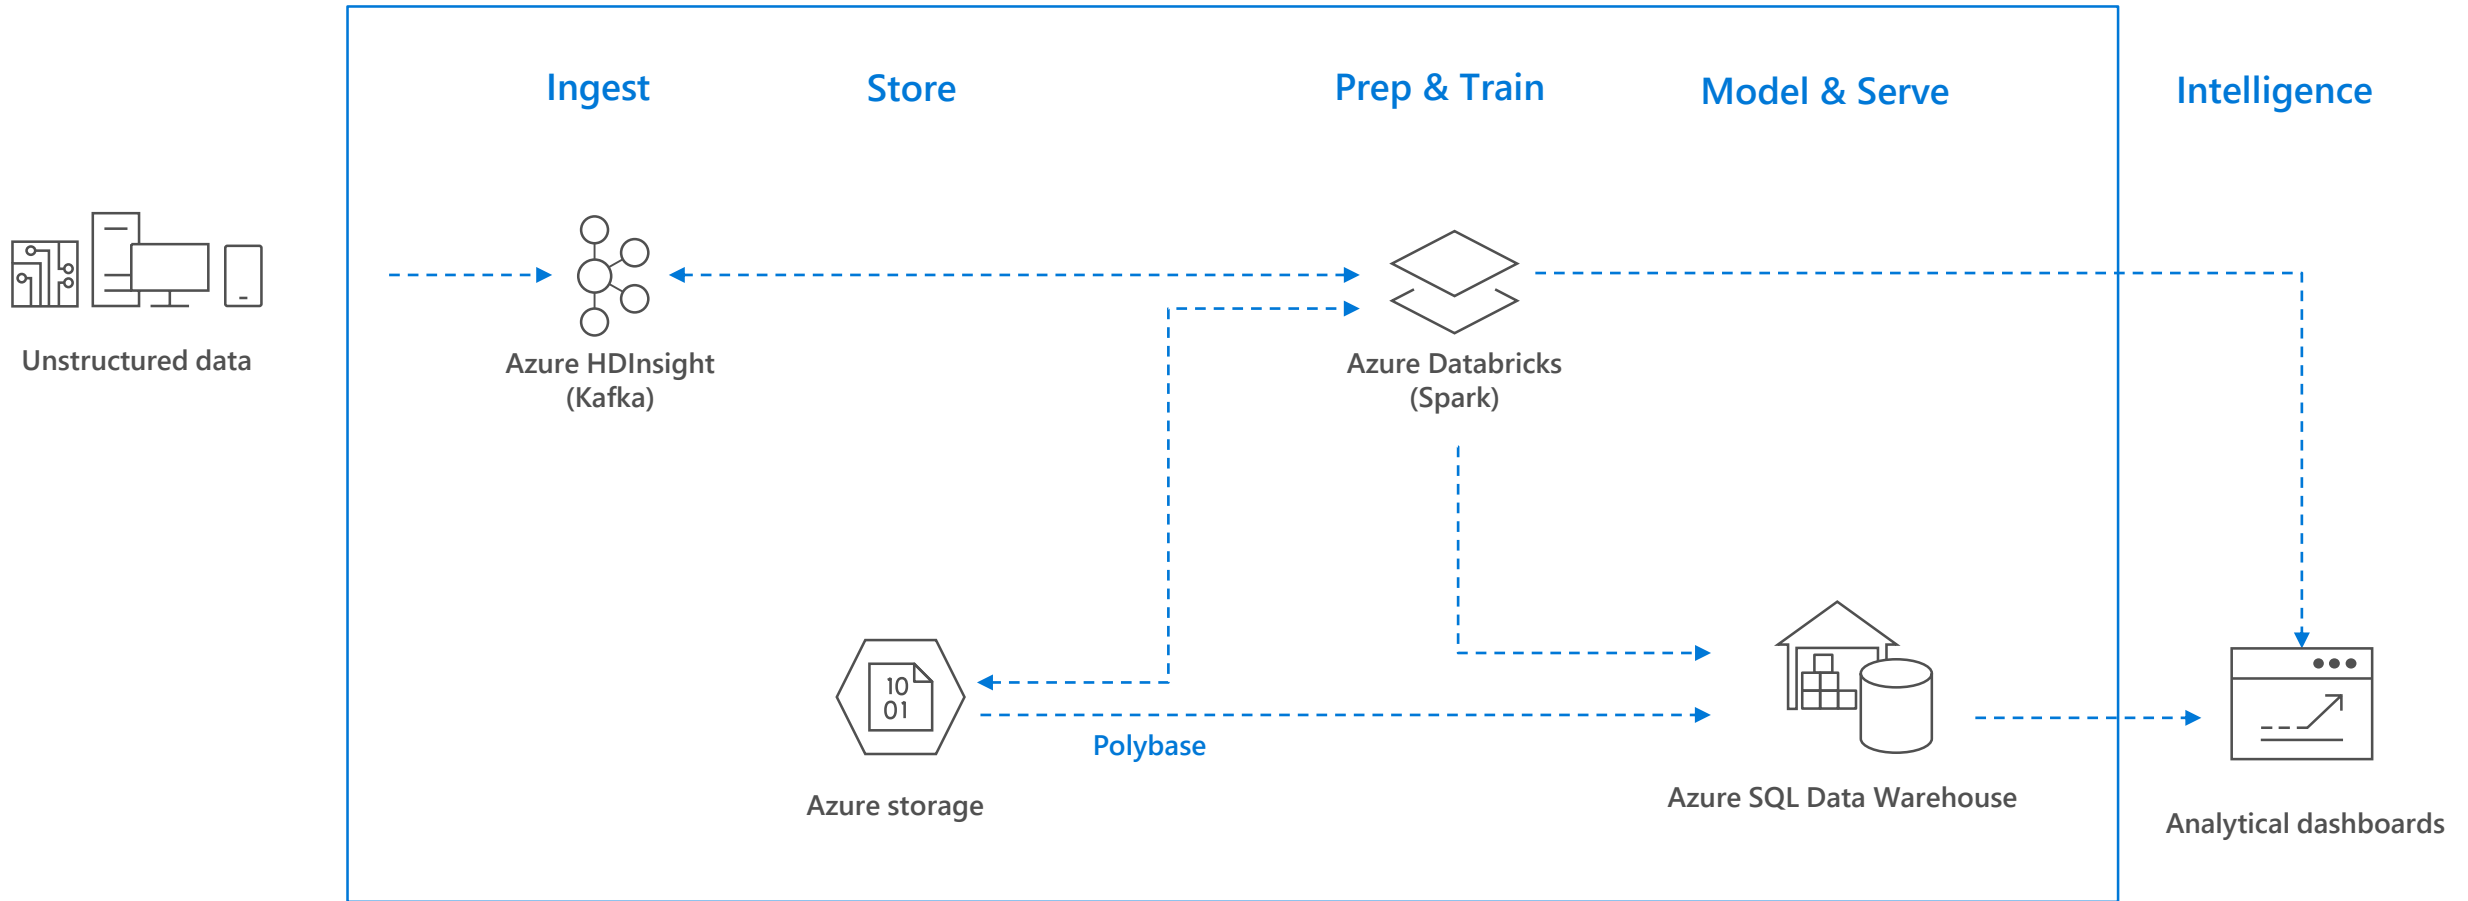 Ingest
Store
Prep & Train
Model & Serve
Intelligence
Unstructured data
Azure HDInsight
(Kafka)
Azure Databricks
(Spark)
10
01
Polybase
Azure storage
Azure SQL Data Warehouse
Analytical dashboards